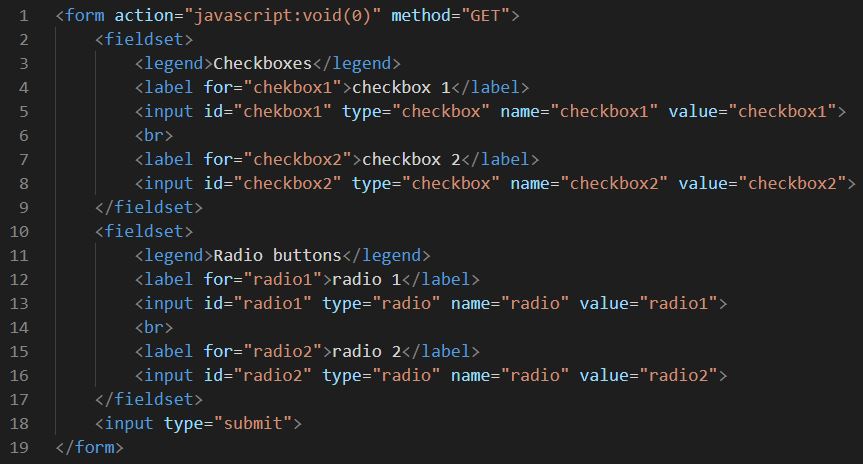 1 <form action="javascript:void(0)" method="GET">
2     <fieldset>
3         <legend>Checkboxes</legend>
4         <label for="chekbox1">checkbox 1</label>
5         <input id="chekbox1" type="checkbox" name="checkbox1" value="checkbox1">
6         <br>
7         <label for="checkbox2">checkbox 2</label>
8         <input id="chekbox2" type="checkbox" name="checkbox2" value="checkbox2">
9     </fieldset>
10     <fieldset>
11         <legend>Radio buttons</legend>
12         <label for="radio1">radio 1</label>
13         <input id="radio1" type="radio" name="radio" value="radio1">
14         <br>
15         <label for="radio2">radio 2</label>
16         <input id="radio2" type="radio" name="radio" value="radio2">
17     </fieldset>
18     <input type="submit">
19 </form>